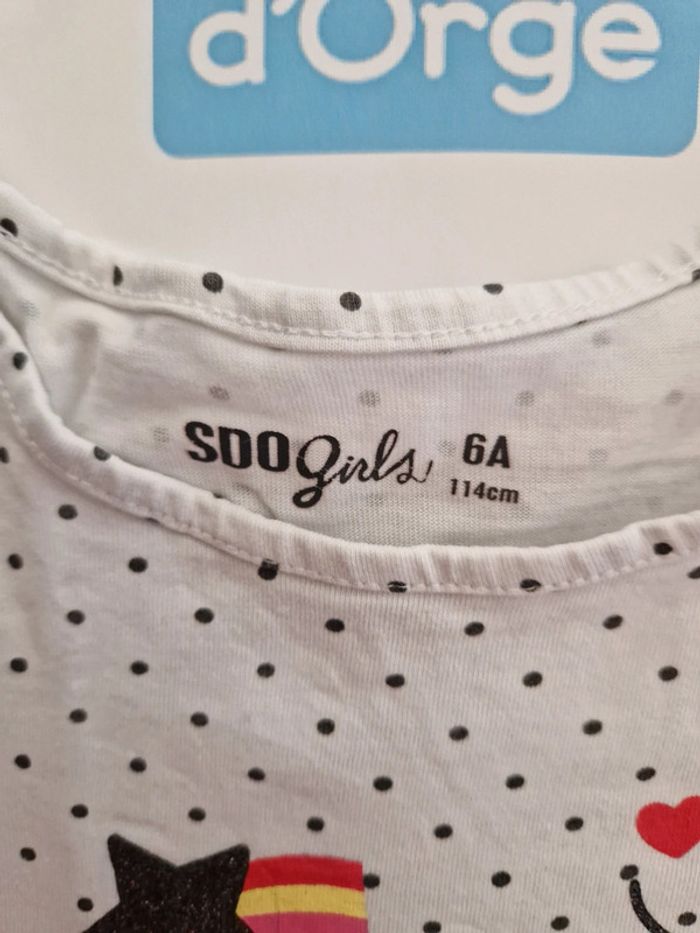 d'Orge
SDO girls 6A
114cm